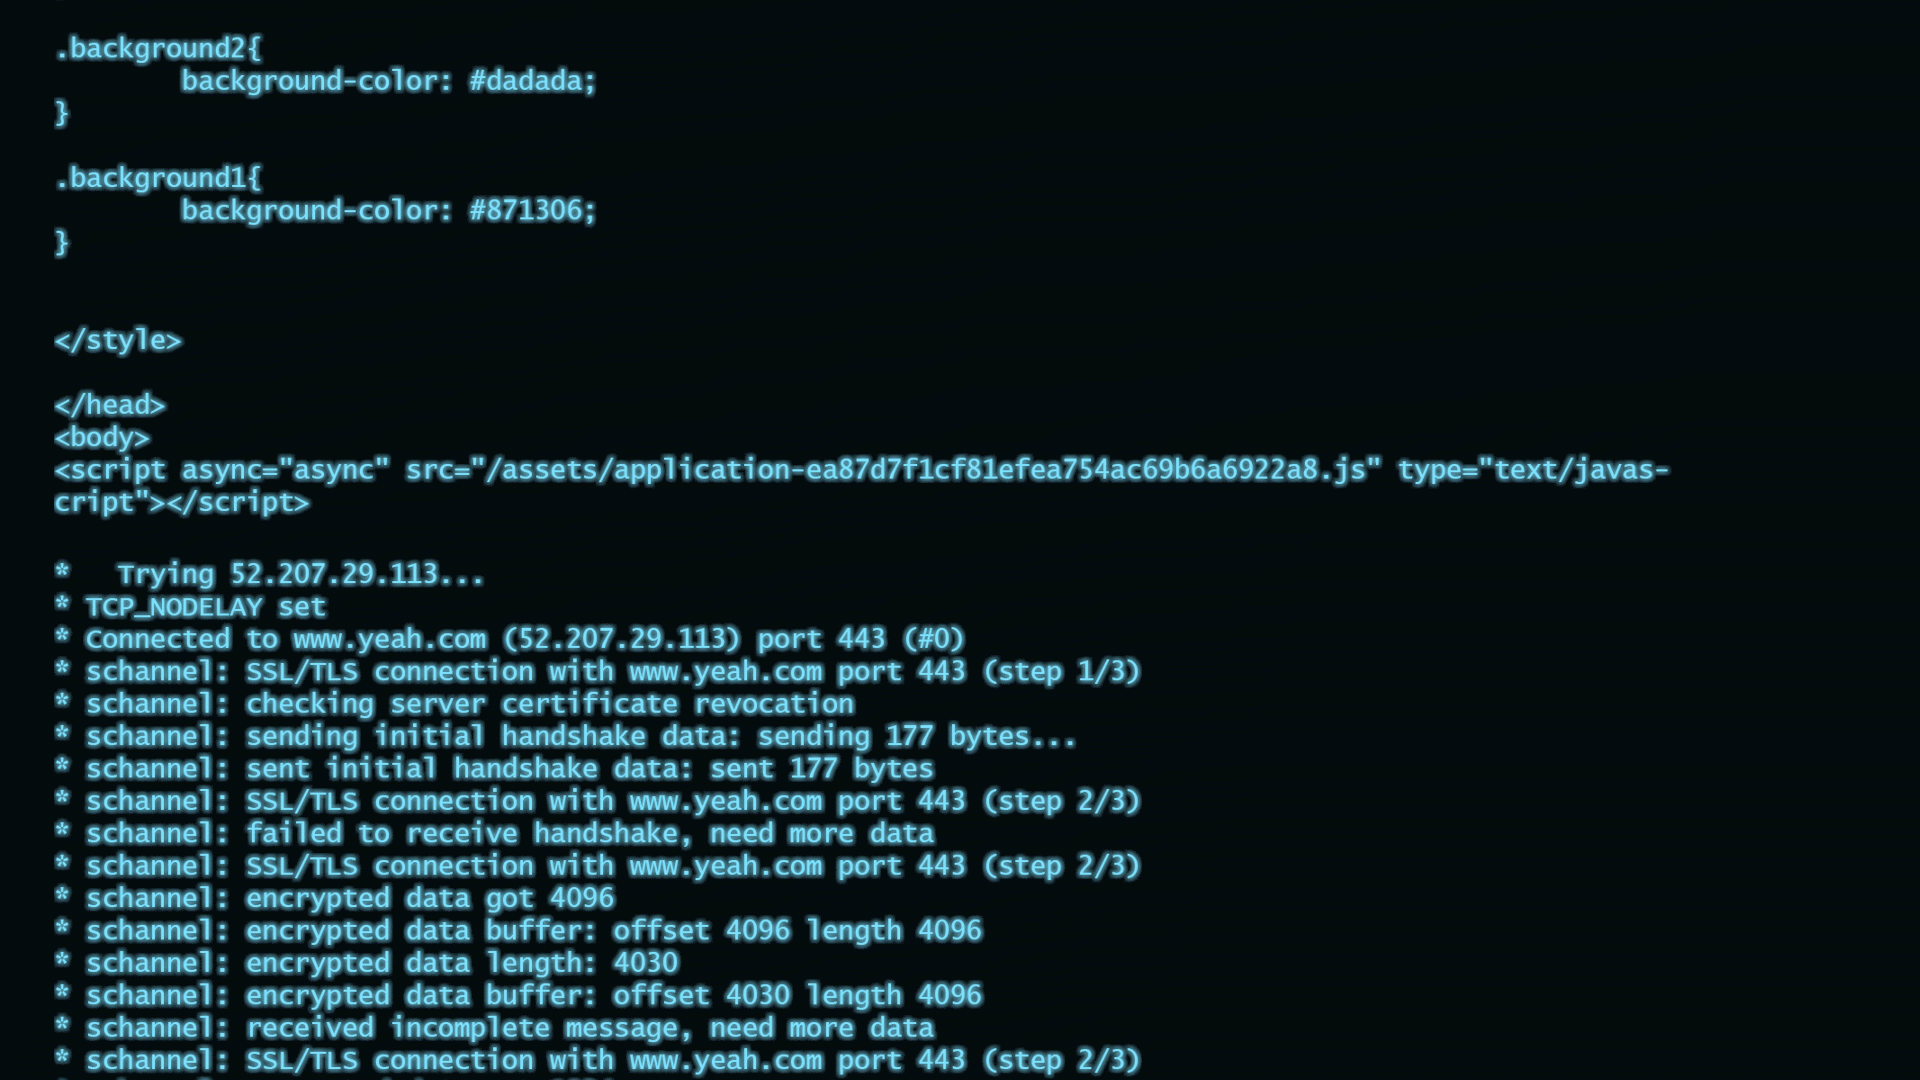 .background2{
background-color: #dadada;
}
.background1{
background-color: #871306;
}
</style>
</head>
<body>
<script async="async" src="/assets/application-ea87d7f1cf81efea754ac69b6a6922a8.js" type="text/javas-
cript"></script>
* Trying 52.207.29.113...
* TCP_NODELAY set
* Connected to www.yeah.com (52.207.29.113) port 443 (#0)
* schannel: SSL/TLS connection with www.yeah.com port 443 (step 1/3)
* schannel: checking server certificate revocation
* schannel: sending initial handshake data: sending 177 bytes...
* schannel: sent initial handshake data: sent 177 bytes
* schannel: SSL/TLS connection with www.yeah.com port 443 (step 2/3)
* schannel: failed to receive handshake, need more data
* schannel: SSL/TLS connection with www.yeah.com port 443 (step 2/3)
* schannel: encrypted data got 4096
* schannel: encrypted data buffer: offset 4096 length 4096
* schannel: encrypted data length: 4030
* schannel: encrypted data buffer: offset 4030 length 4096
* schannel: received incomplete message, need more data
* schannel: SSL/TLS connection with www.yeah.com port 443 (step 2/3)